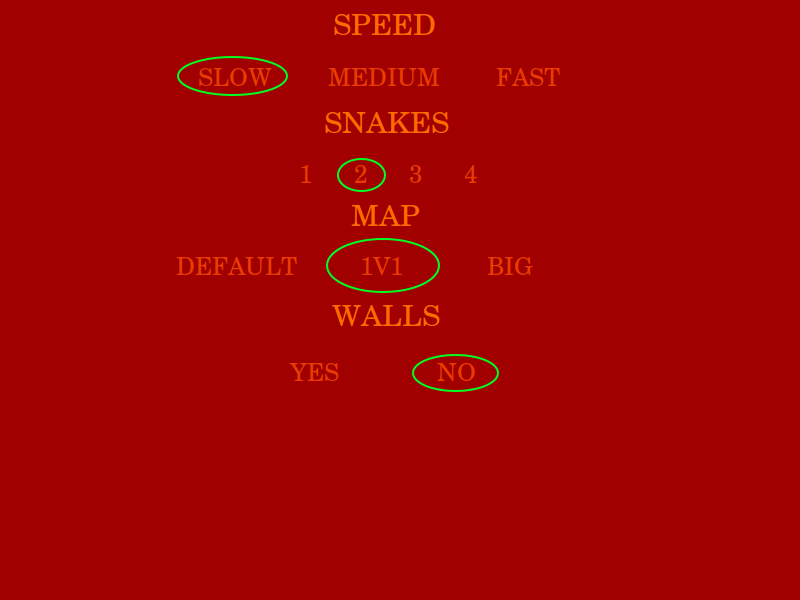 SPEED
SLOW MEDIUM FAST
SNAKES
1 2 3 4
MAP
DEFAULT 1V1 BIG
WALLS
YES NO